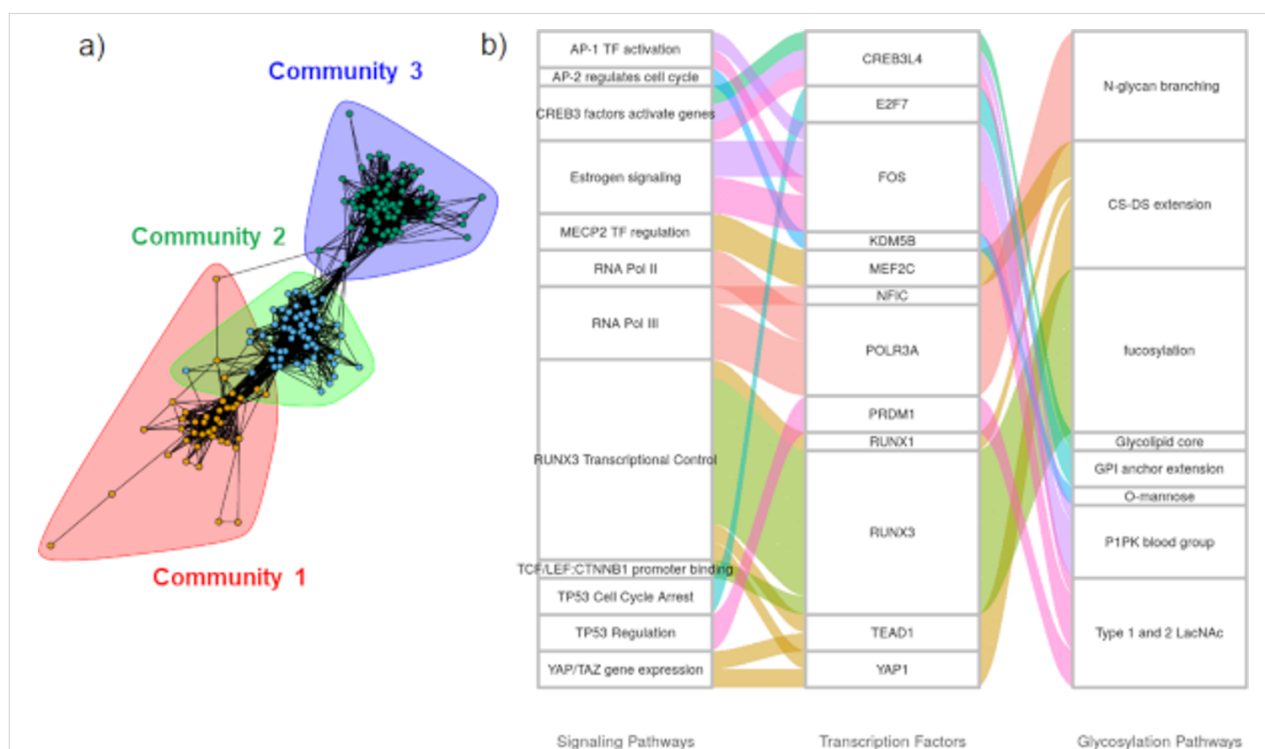 a)
Community 3
Community 2
Community 1
b)
AP-1 TF activation
AP-2 regulates cell cycle
CREB3 factors activate genes
Estrogen signaling
MECP2 TF regulation
RNA Pol II
RNA Pol III
RUNX3 Transcriptional Control
TCF/LEF:CTNNB1 promoter binding
TP53 Cell Cycle Arrest
TP53 Regulation
YAP/TAZ gene expression
Signaling Pathways
CREB3L4
E2F7
FOS
KDM5B
MEF2C
NFIC
POLR3A
PRDM1
RUNX1
RUNX3
TEAD1
YAP1
Transcription Factors
N-glycan branching
CS-DS extension
fucosylation
Glycolipid core
GPI anchor extension
O-mannose
P1PK blood group
Type 1 and 2 LacNAc
Glycosylation Pathways